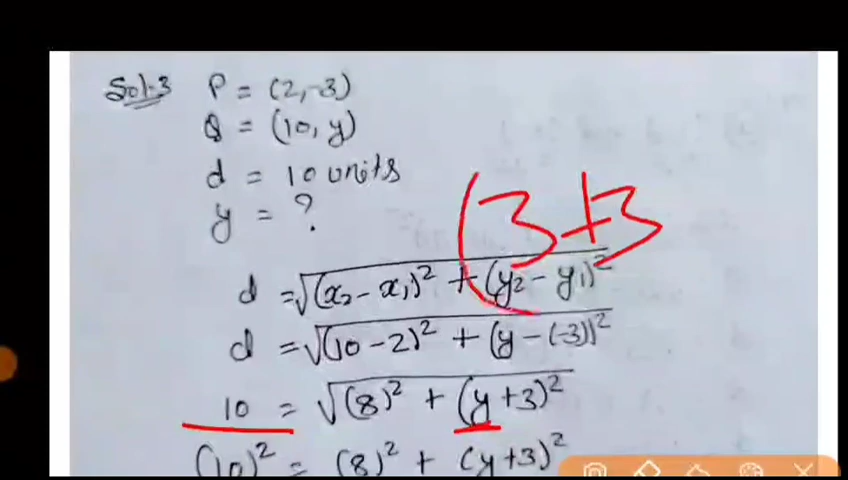 Sol.3 P = (2,-3)
Q = (10, y)
d = 10 units
y = ?
(3+3
d = √(x₂ - x₁)² + (y₂ - y₁)²
d = √(10-2)² + (y-(-3))²
10 = √(8)² + (y+3)²
(10)² = (8)² + (y+3)²